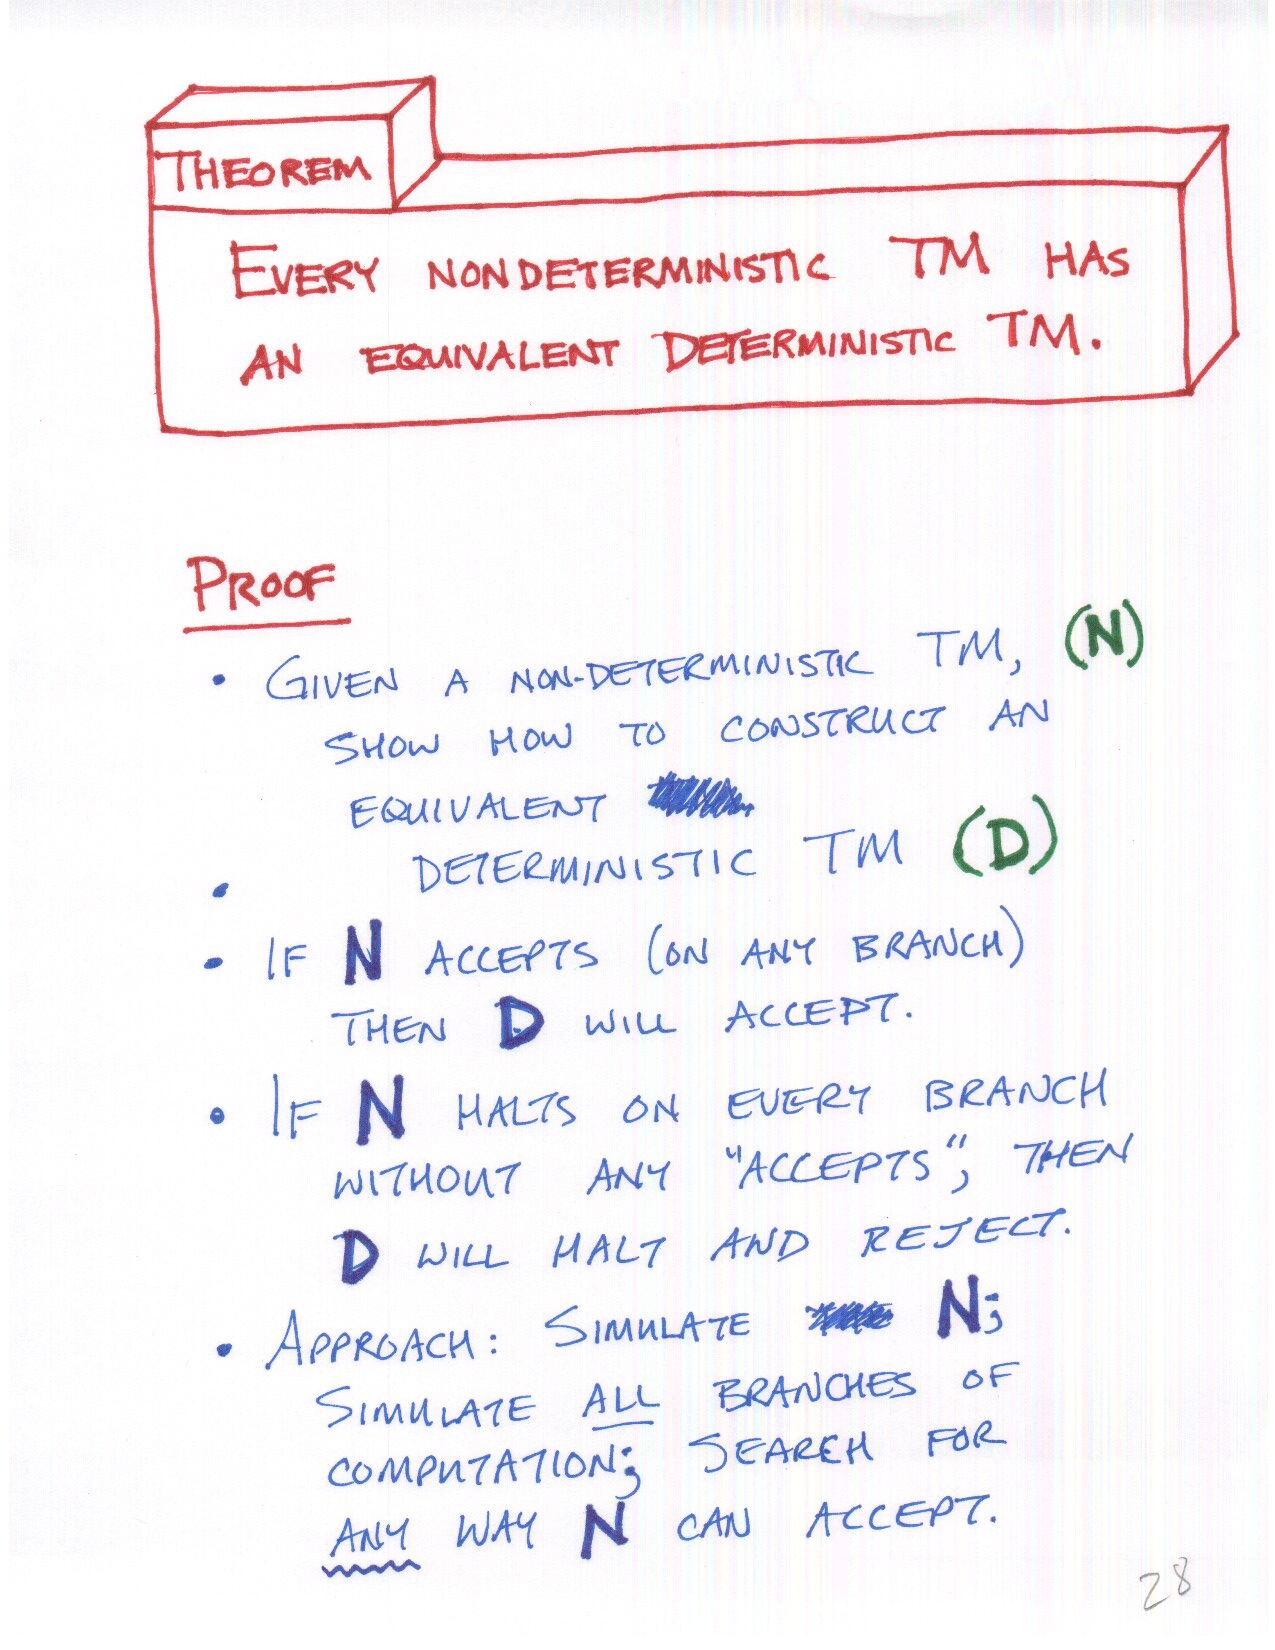 THEOREM
EVERY NONDETERMINISTIC TM HAS
AN EQUIVALENT DETERMINISTIC TM.
PROOF
• GIVEN A NON-DETERMINISTIC TM, (N)
SHOW HOW TO CONSTRUCT AN
EQUIVALENT
DETERMINISTIC TM (D)
•
• IF N ACCEPTS (ON ANY BRANCH)
THEN D WILL ACCEPT.
• IF N HALTS ON EVERY BRANCH
WITHOUT ANY "ACCEPTS", THEN
D WILL HALT AND REJECT.
• APPROACH: SIMULATE N;
SIMULATE ALL BRANCHES OF
COMPUTATION; SEARCH FOR
ANY WAY N CAN ACCEPT.
28